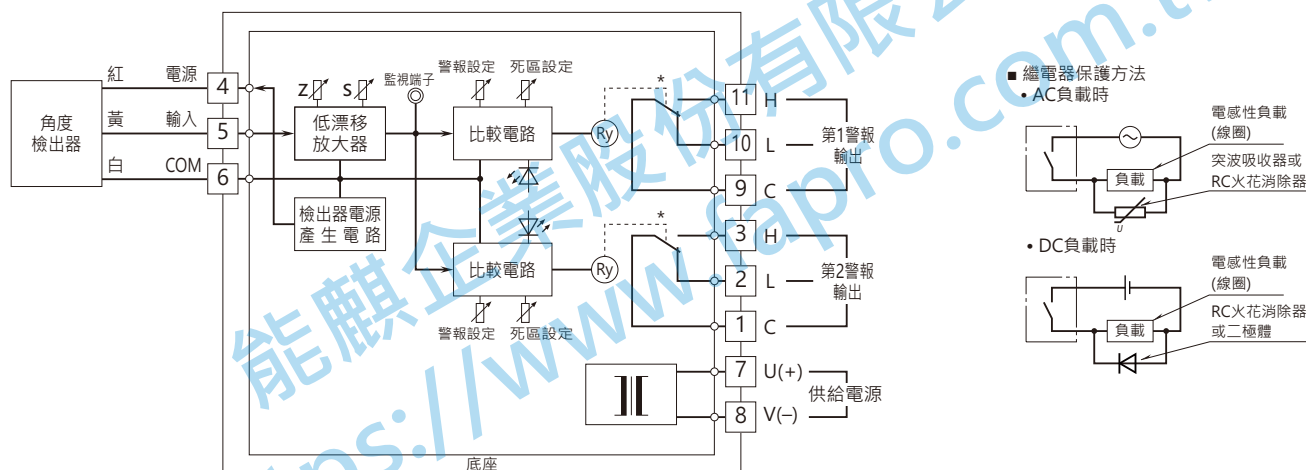 能麒企業股份有限公
https://www.fapro.com.tw
角度
檢出器
紅 電源 4
黃 輸入 5
白 COM 6
Z S
監視端子
低漂移
放大器
檢出器電源
產生電路
警報設定 死區設定
比較電路
Ry
*
比較電路
Ry
*
警報設定 死區設定
11 H
10 L
9 C
第1警報
輸出
3 H
2 L
1 C
第2警報
輸出
7 U(+)
8 V(–)
供給電源
底座
■ 繼電器保護方法
• AC負載時
電感性負載
(線圈)
負載
突波吸收器或
RC火花消除器
U
• DC負載時
電感性負載
(線圈)
負載
RC火花消除器
或二極體